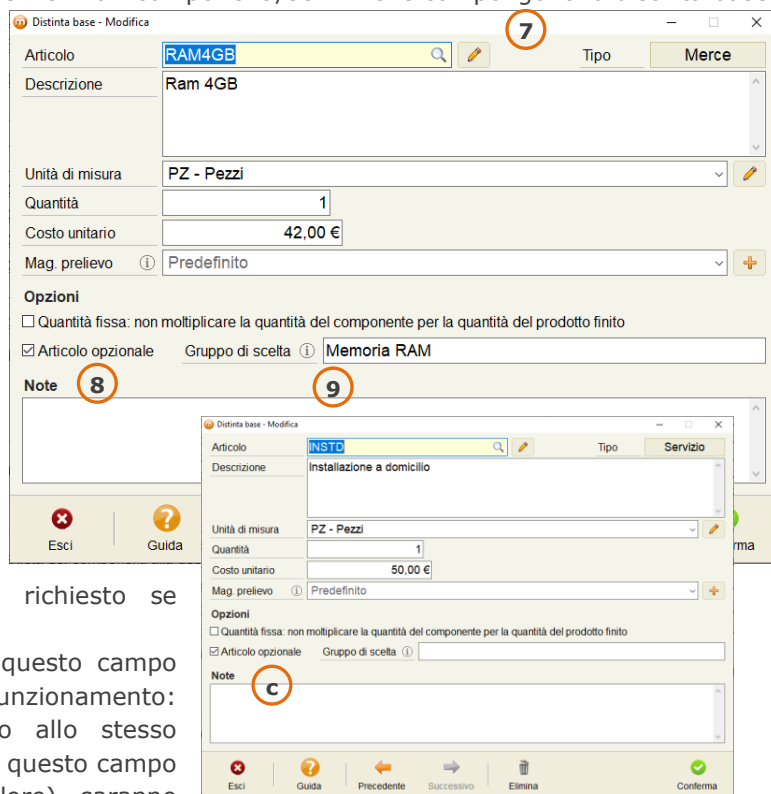 Distinta base - Modifica
7
Articolo RAM4GB Tipo Merce
Descrizione Ram 4GB
Unità di misura PZ - Pezzi
Quantità 1
Costo unitario 42,00 €
Mag. prelievo Predefinito
Opzioni
Quantità fissa: non moltiplicare la quantità del componente per la quantità del prodotto finito
Articolo opzionale Gruppo di scelta Memoria RAM
Note 8 9
Esci Guida
Distinta base - Modifica
Articolo INSTD Tipo Servizio
Descrizione Installazione a domicilio
Unità di misura PZ - Pezzi
Quantità 1
Costo unitario 50,00 €
Mag. prelievo Predefinito
Opzioni
Quantità fissa: non moltiplicare la quantità del componente per la quantità del prodotto finito
Articolo opzionale Gruppo di scelta
Note c
Esci Guida Precedente Successivo Elimina Conferma
richiesto se
questo campo
unzionamento:
o allo stesso
questo campo